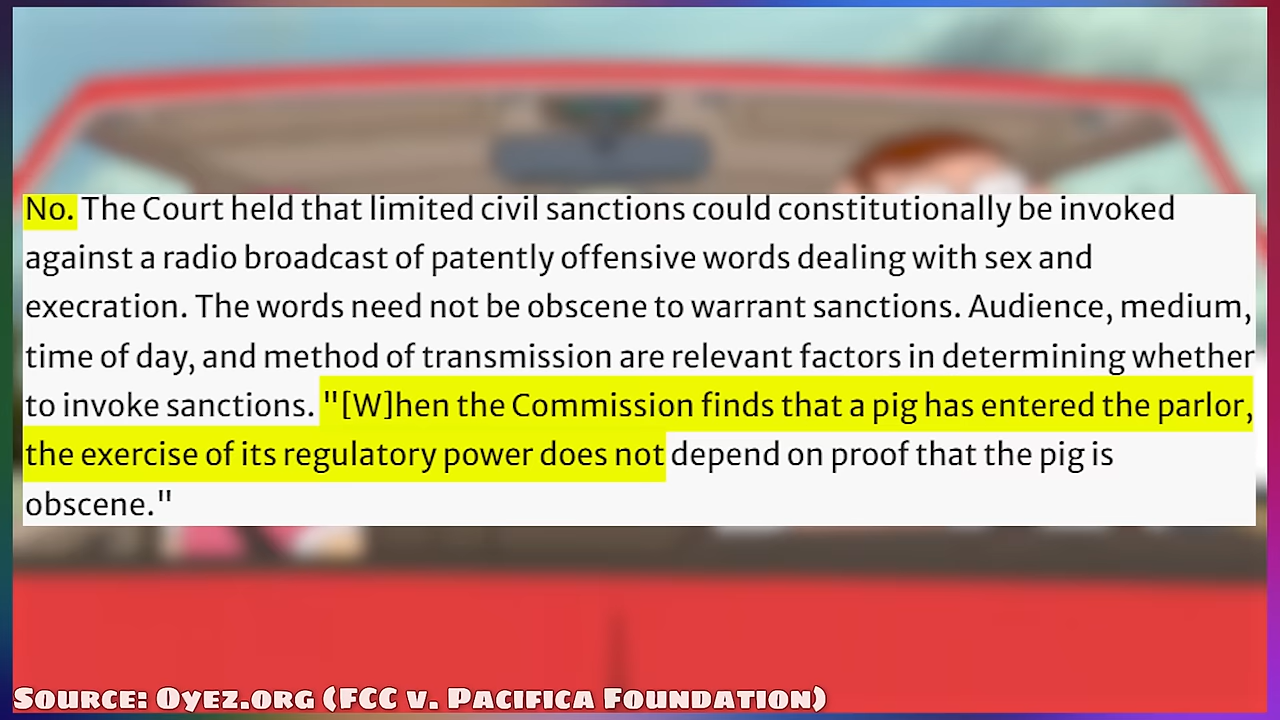 No. The Court held that limited civil sanctions could constitutionally be invoked
against a radio broadcast of patently offensive words dealing with sex and
execration. The words need not be obscene to warrant sanctions. Audience, medium,
time of day, and method of transmission are relevant factors in determining whether
to invoke sanctions. "[W]hen the Commission finds that a pig has entered the parlor,
the exercise of its regulatory power does not depend on proof that the pig is
obscene."
Source: Oyez.org (FCC v. Pacifica Foundation)